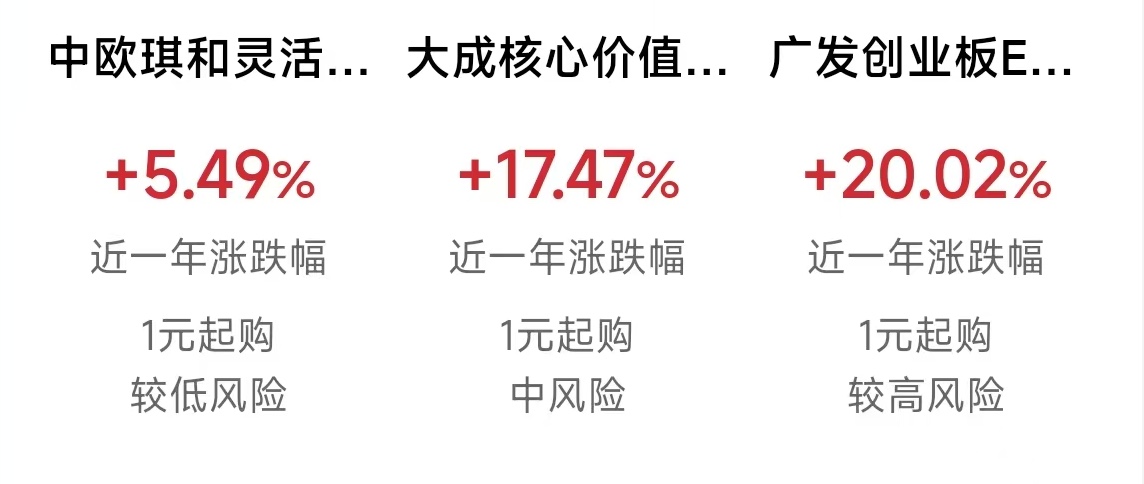 中欧琪和灵活... 大成核心价值... 广发创业板E...
+5.49% +17.47% +20.02%
近一年涨跌幅 近一年涨跌幅 近一年涨跌幅
1元起购 1元起购 1元起购
较低风险 中风险 较高风险